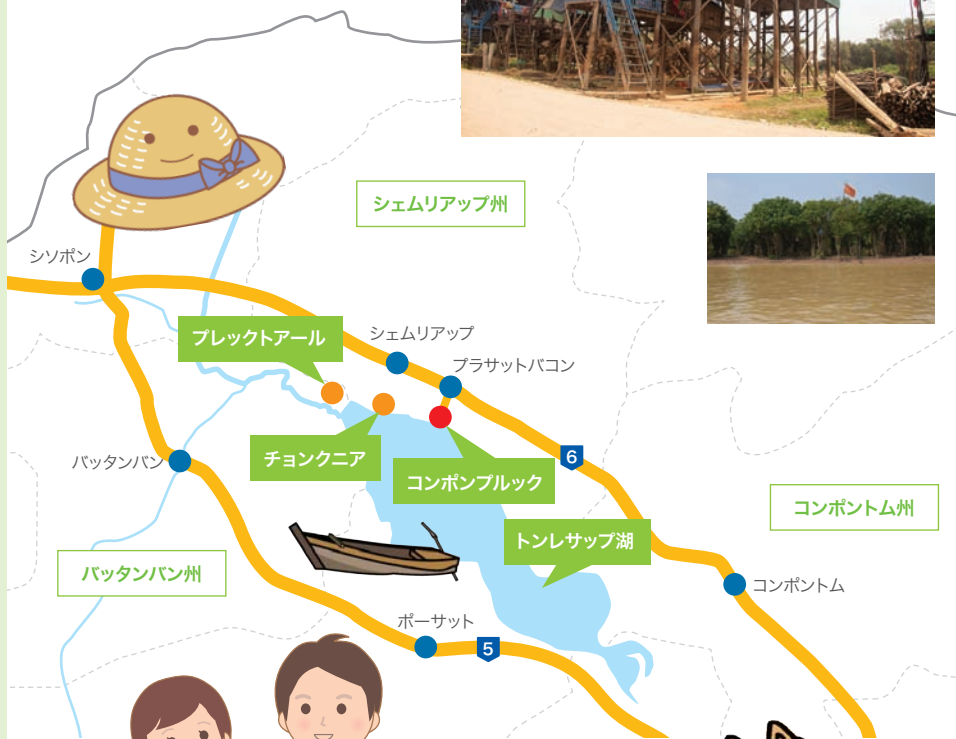 シェムリアップ州
シソポン
プレックトアール
シェムリアップ
プラサットバコン
チョンクニア
バッタンバン
6
コンポンプルック
コンポントム州
トンレサップ湖
バッタンバン州
コンポントム
ポーサット
5